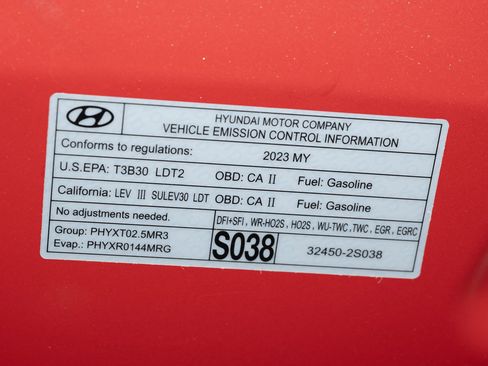 HYUNDAI MOTOR COMPANY
VEHICLE EMISSION CONTROL INFORMATION
Conforms to regulations: 2023 MY
U.S.EPA: T3B30 LDT2 OBD: CA II Fuel: Gasoline
California: LEV III SULEV30 LDT OBD: CA II Fuel: Gasoline
No adjustments needed. DFI+SFI, WR-HO2S, HO2S, WU-TWC,TWC, EGR, EGRC
Group: PHYXT02.5MR3
Evap.: PHYXR0144MRG
S038
32450-2S038